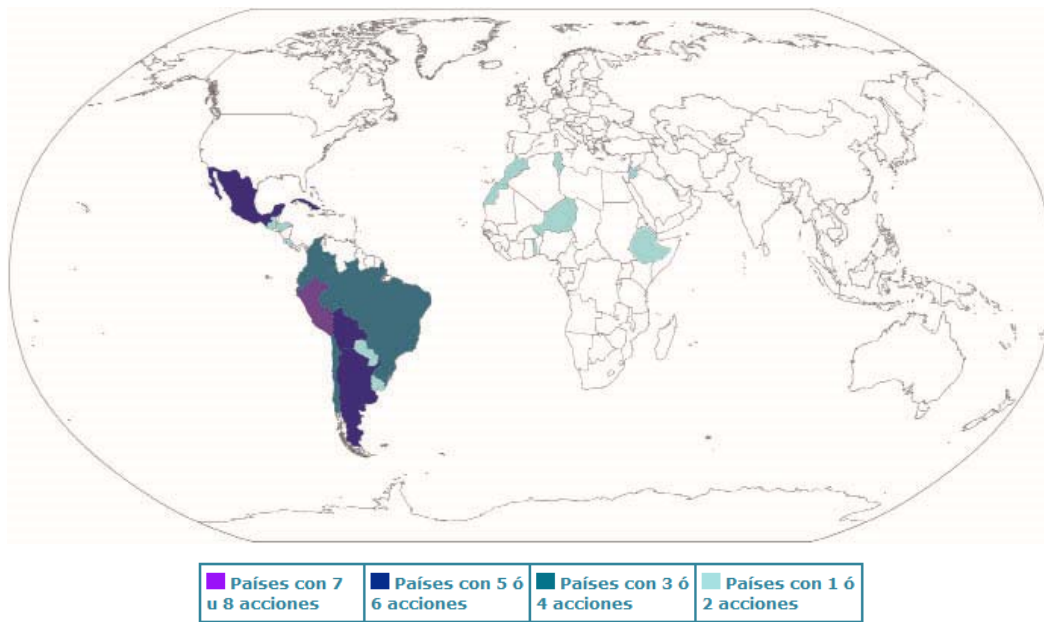 Países con 7
u 8 acciones
Países con 5 ó
6 acciones
Países con 3 ó
4 acciones
Países con 1 ó
2 acciones